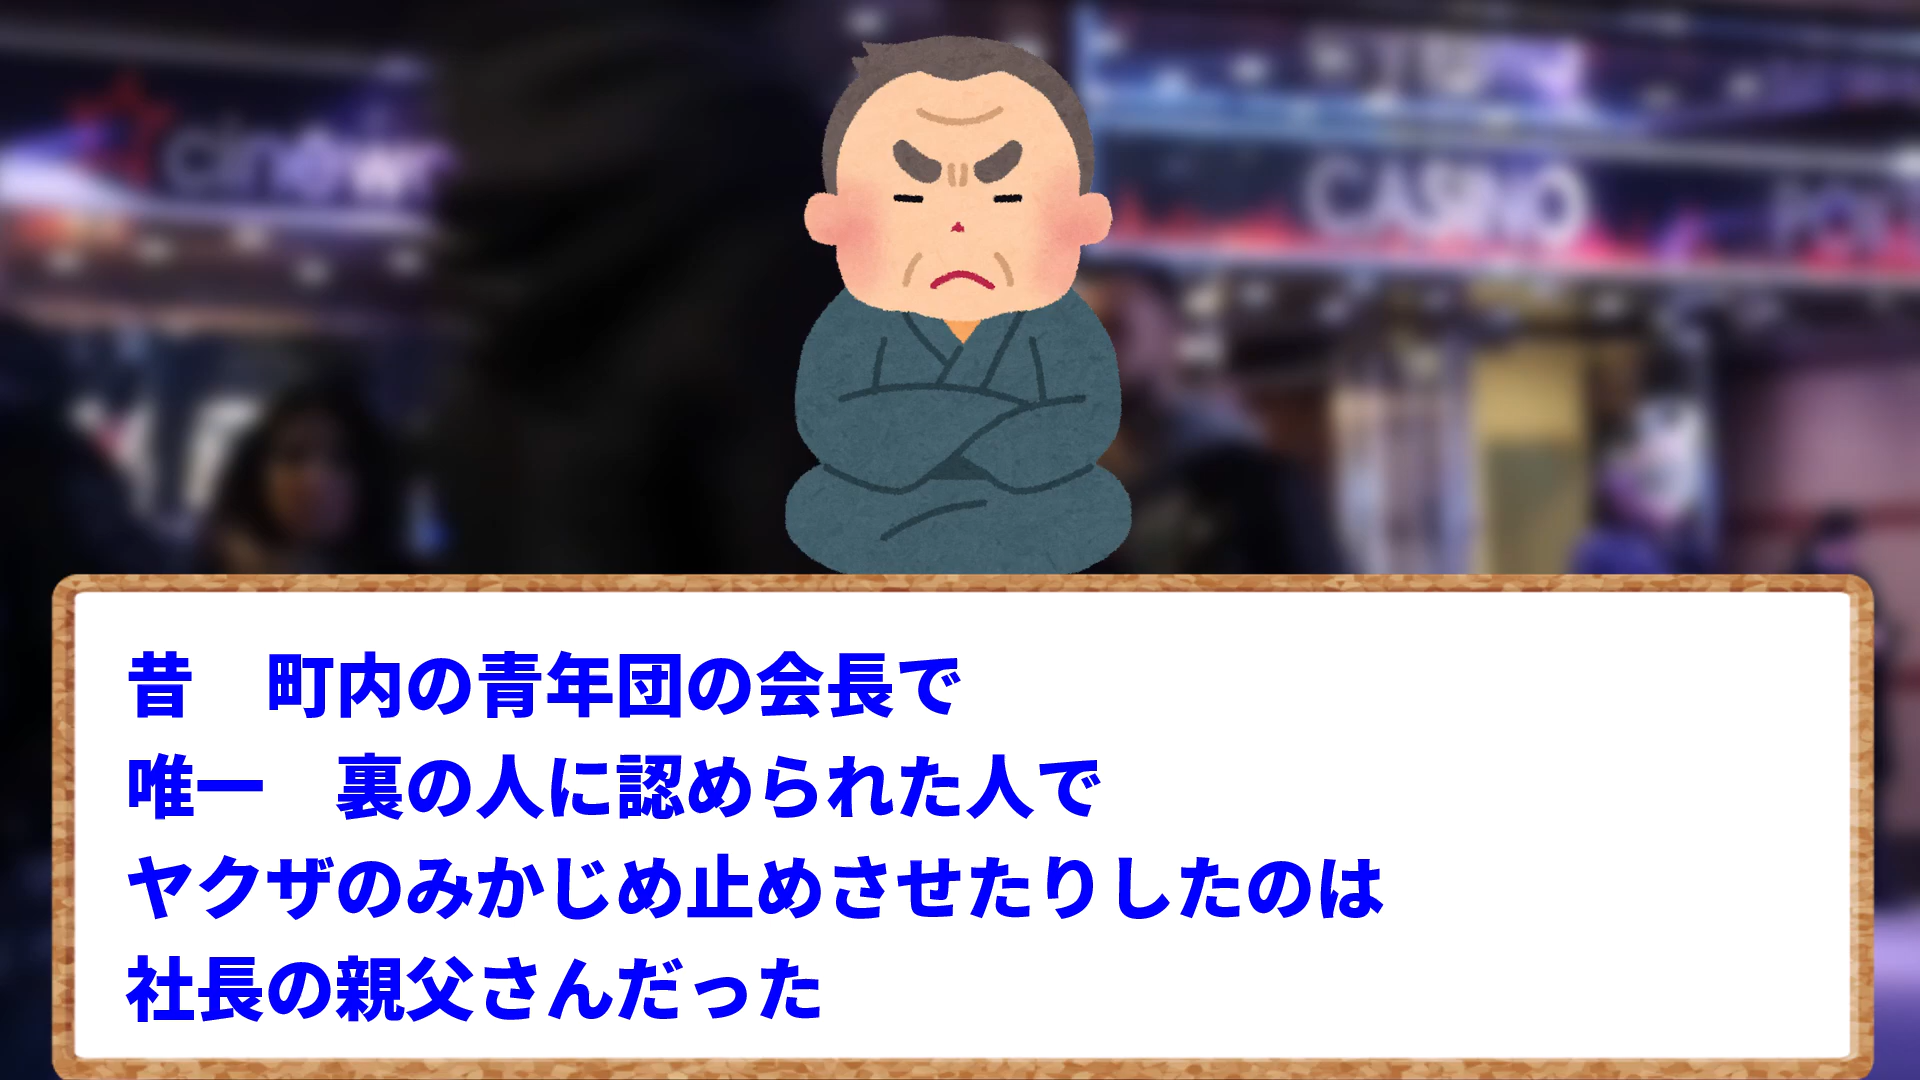 CASINO
昔　町内の青年団の会長で
唯一　裏の人に認められた人で
ヤクザのみかじめ止めさせたりしたのは
社長の親父さんだった